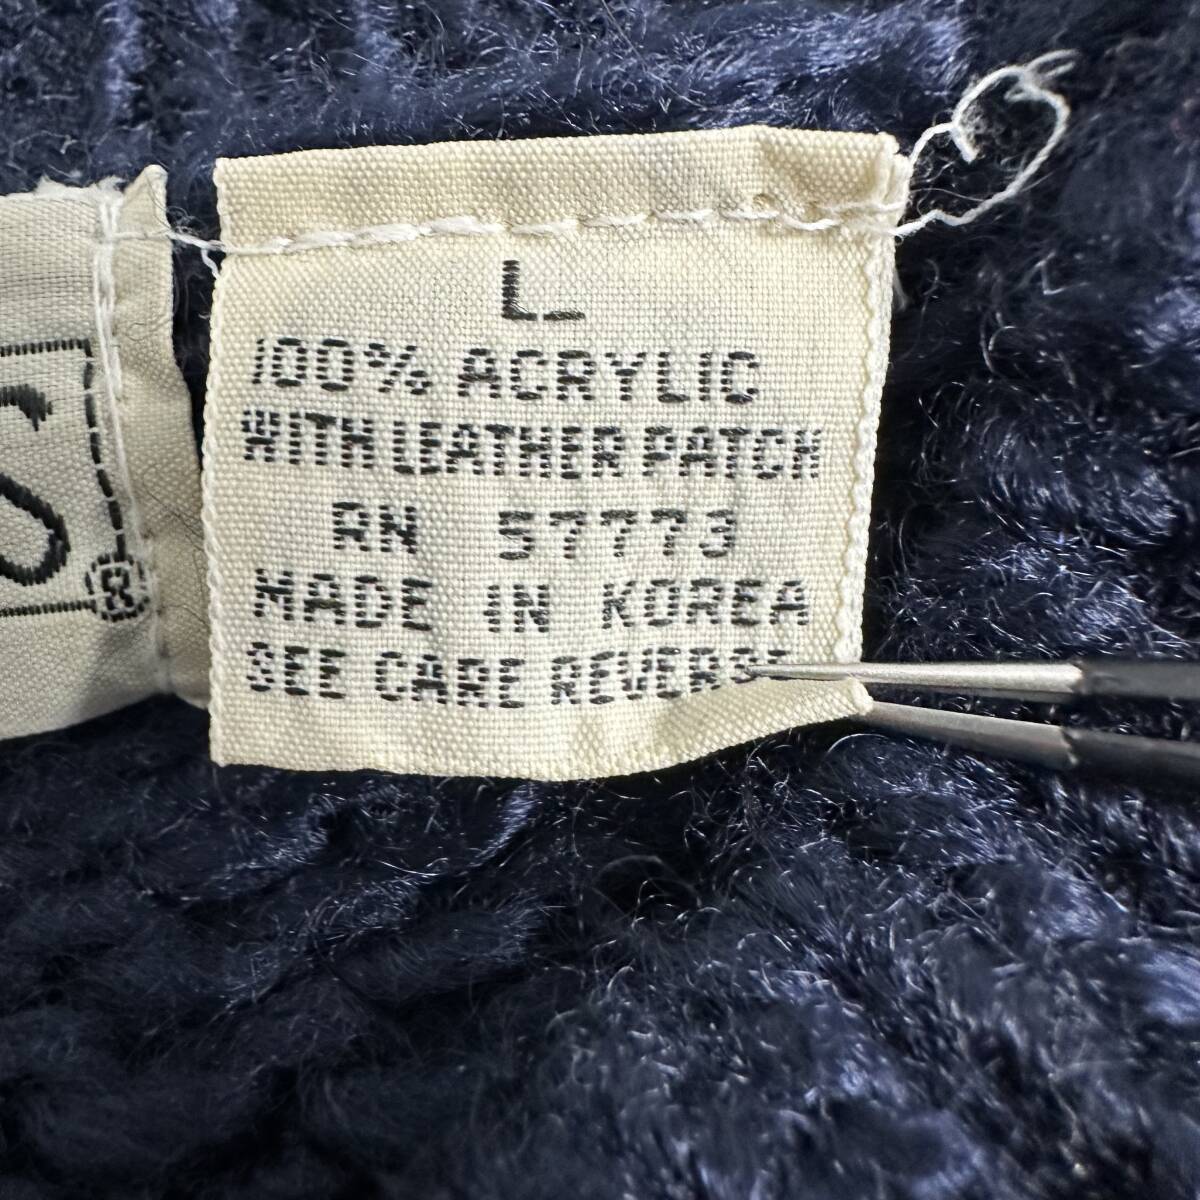 L
100% ACRYLIC
WITH LEATHER PATCH
RN 57773
MADE IN KOREA
SEE CARE REVERSE